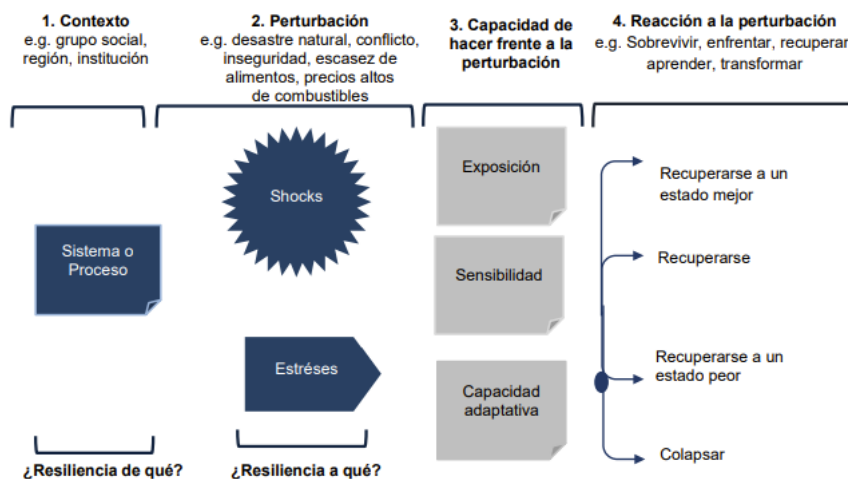 1. Contexto
e.g. grupo social,
región, institución
2. Perturbación
e.g. desastre natural, conflicto,
inseguridad, escasez de
alimentos, precios altos
de combustibles
3. Capacidad de
hacer frente a la
perturbación
4. Reacción a la perturbación
e.g. Sobrevivir, enfrentar, recuperar
aprender, transformar
Sistema o
Proceso
Shocks
Estréses
Exposición
Sensibilidad
Capacidad
adaptativa
Recuperarse a un
estado mejor
Recuperarse
Recuperarse a un
estado peor
Colapsar
¿Resiliencia de qué?
¿Resiliencia a qué?